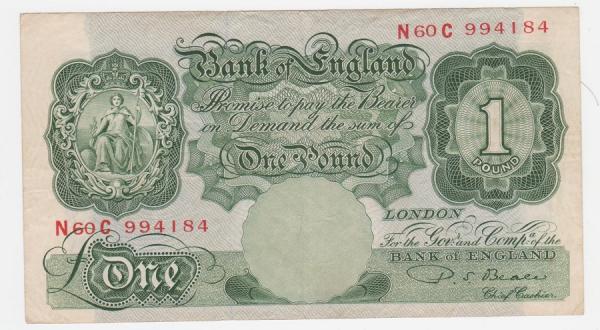 N60C 994184
Bank of England
Promise to pay the Bearer
on Demand the sum of
One Pound
1
POUND
N60C 994184
LONDON
For the Govr. and Compa. of the
BANK OF ENGLAND
£One
P. S. Beale
Chief Cashier.